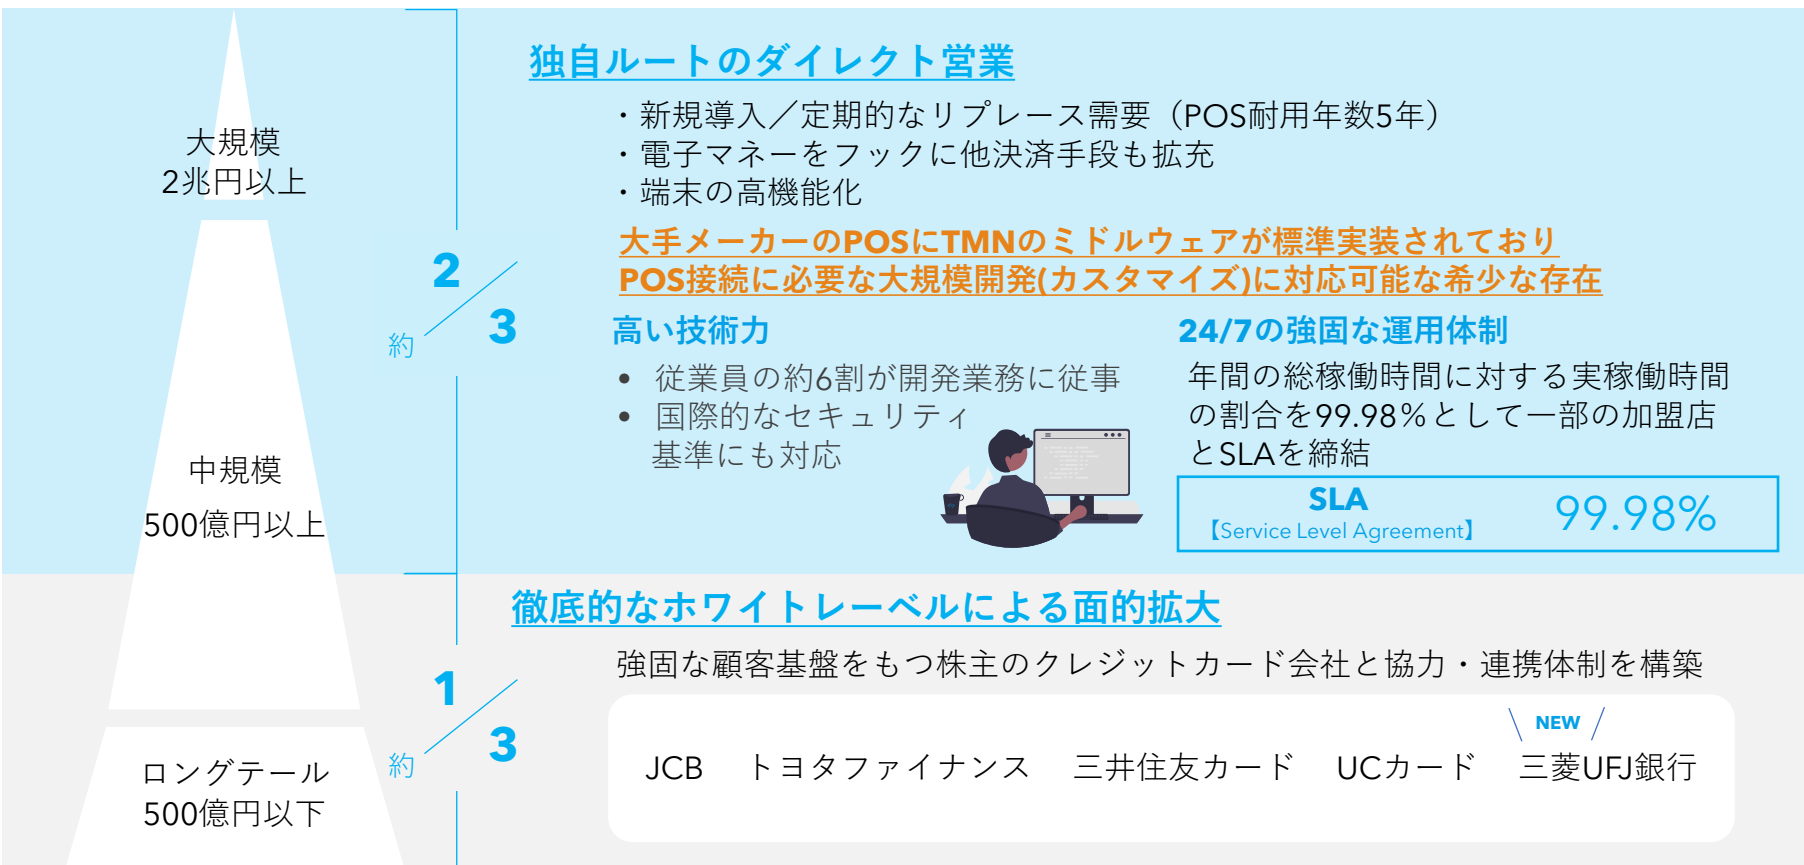 大規模
2兆円以上
中規模
500億円以上
ロングテール
500億円以下
約 2/3
約 1/3
独自ルートのダイレクト営業
・新規導入／定期的なリプレース需要（POS耐用年数5年）
・電子マネーをフックに他決済手段も拡充
・端末の高機能化
大手メーカーのPOSにTMNのミドルウェアが標準実装されており
POS接続に必要な大規模開発(カスタマイズ)に対応可能な希少な存在
高い技術力
• 従業員の約6割が開発業務に従事
• 国際的なセキュリティ
基準にも対応
24/7の強固な運用体制
年間の総稼働時間に対する実稼働時間
の割合を99.98％として一部の加盟店
とSLAを締結
SLA
【Service Level Agreement】
99.98%
徹底的なホワイトレーベルによる面的拡大
強固な顧客基盤をもつ株主のクレジットカード会社と協力・連携体制を構築
NEW
JCB トヨタファイナンス 三井住友カード UCカード 三菱UFJ銀行